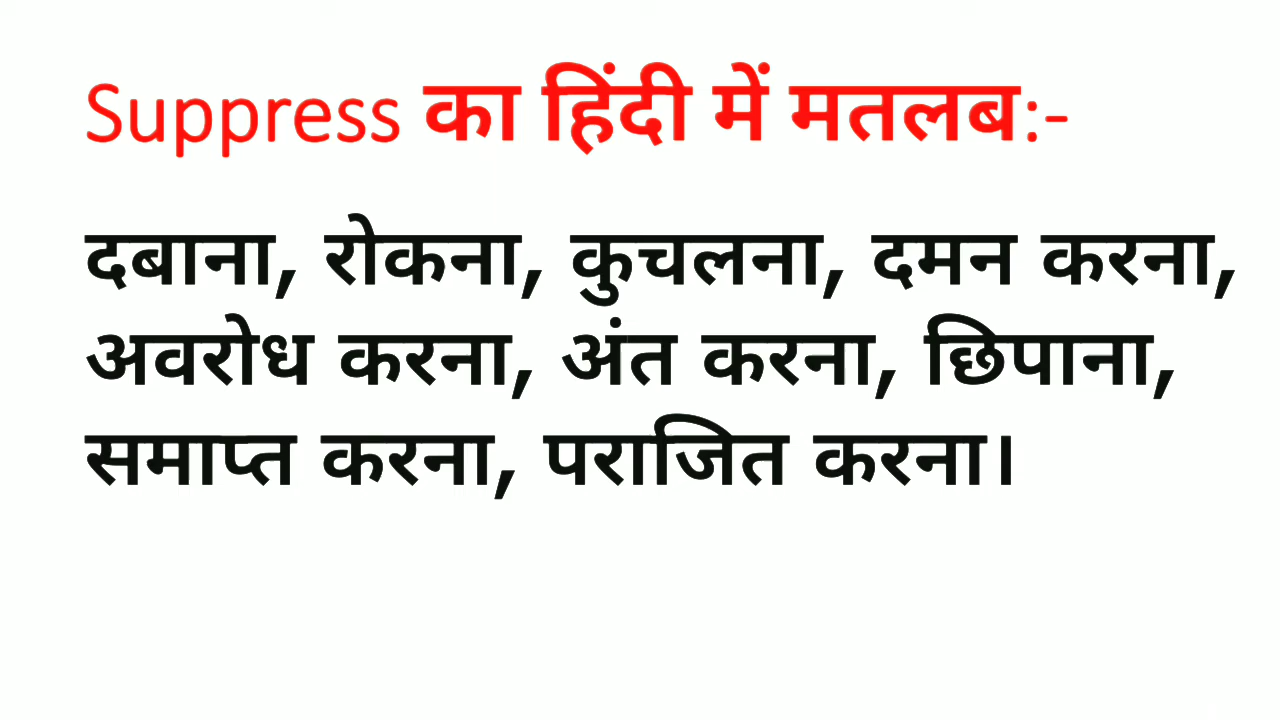 Suppress का हिंदी में मतलब:-
दबाना, रोकना, कुचलना, दमन करना,
अवरोध करना, अंत करना, छिपाना,
समाप्त करना, पराजित करना।